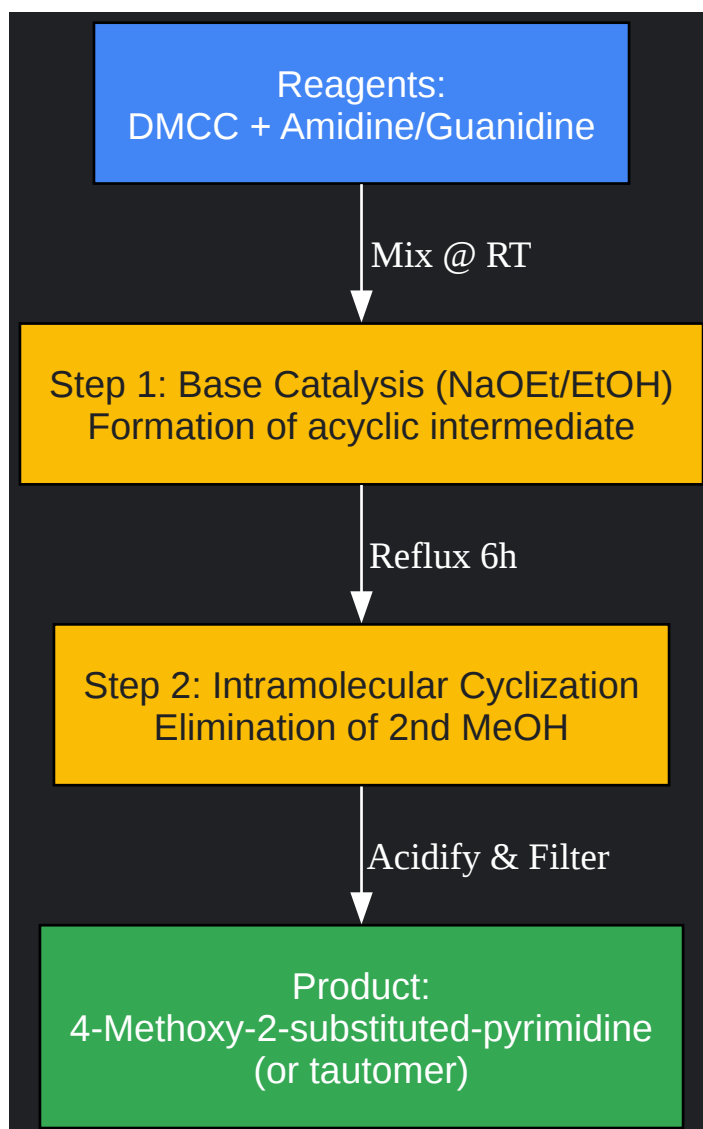 Reagents:
DMCC + Amidine/Guanidine
Mix @ RT
Step 1: Base Catalysis (NaOEt/EtOH)
Formation of acyclic intermediate
Reflux 6h
Step 2: Intramolecular Cyclization
Elimination of 2nd MeOH
Acidify & Filter
Product:
4-Methoxy-2-substituted-pyrimidine
(or tautomer)